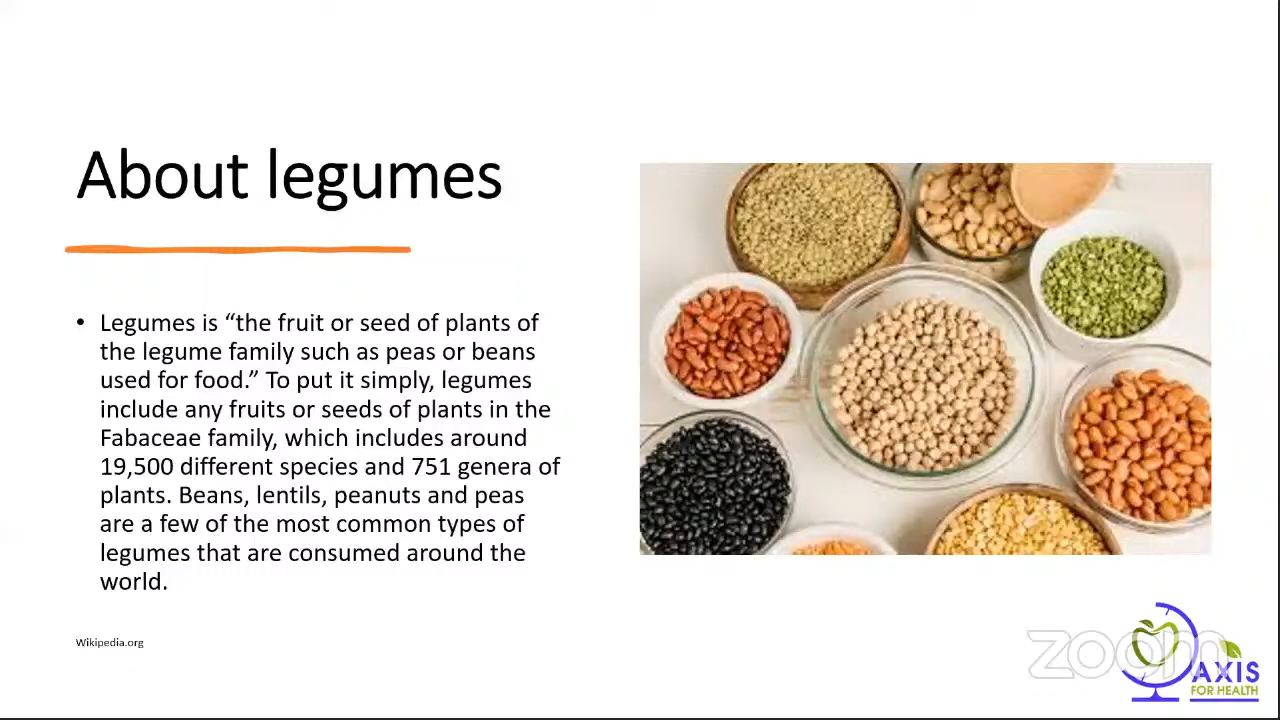 About legumes
• Legumes is “the fruit or seed of plants of
the legume family such as peas or beans
used for food.” To put it simply, legumes
include any fruits or seeds of plants in the
Fabaceae family, which includes around
19,500 different species and 751 genera of
plants. Beans, lentils, peanuts and peas
are a few of the most common types of
legumes that are consumed around the
world.
Wikipedia.org
zoom
AXIS
FOR HEALTH